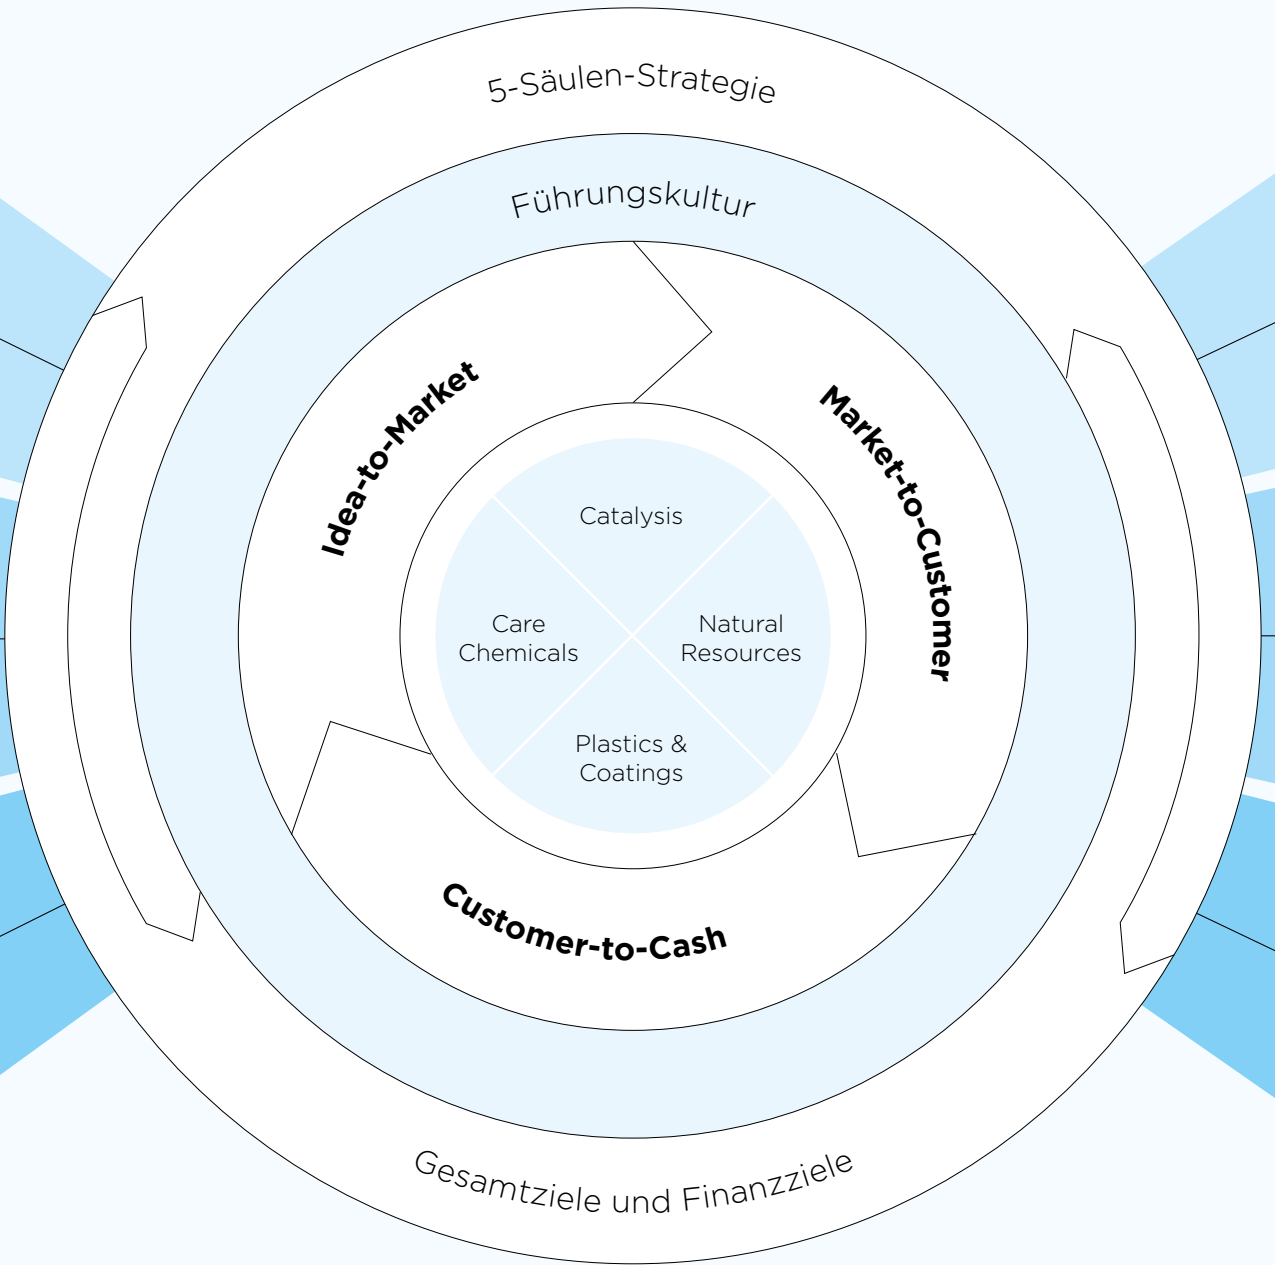 5-Säulen-Strategie
Führungskultur
Idea-to-Market
Market-to-Customer
Catalysis
Care
Chemicals
Natural
Resources
Plastics &
Coatings
Customer-to-Cash
Gesamtziele und Finanzziele